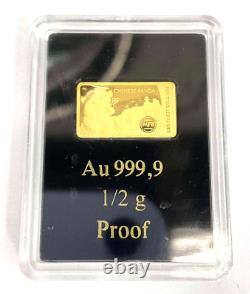 CHINESE PANDA
Au 999,9
1/2 g
Proof